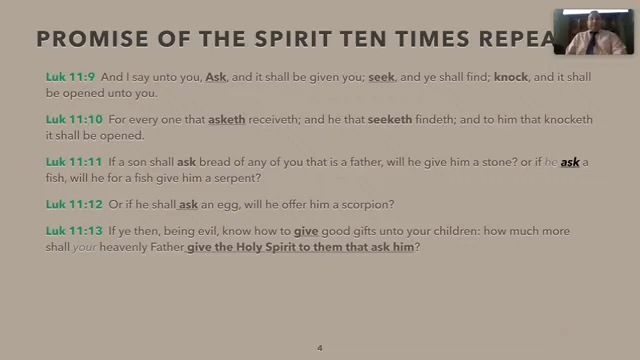 PROMISE OF THE SPIRIT TEN TIMES REPEA
Luk 11:9 And I say unto you, Ask, and it shall be given you; seek, and ye shall find; knock, and it shall
be opened unto you.
Luk 11:10 For every one that asketh receiveth; and he that seeketh findeth; and to him that knocketh
it shall be opened.
Luk 11:11 If a son shall ask bread of any of you that is a father, will he give him a stone? or if he ask a
fish, will he for a fish give him a serpent?
Luk 11:12 Or if he shall ask an egg, will he offer him a scorpion?
Luk 11:13 If ye then, being evil, know how to give good gifts unto your children: how much more
shall your heavenly Father give the Holy Spirit to them that ask him?
4